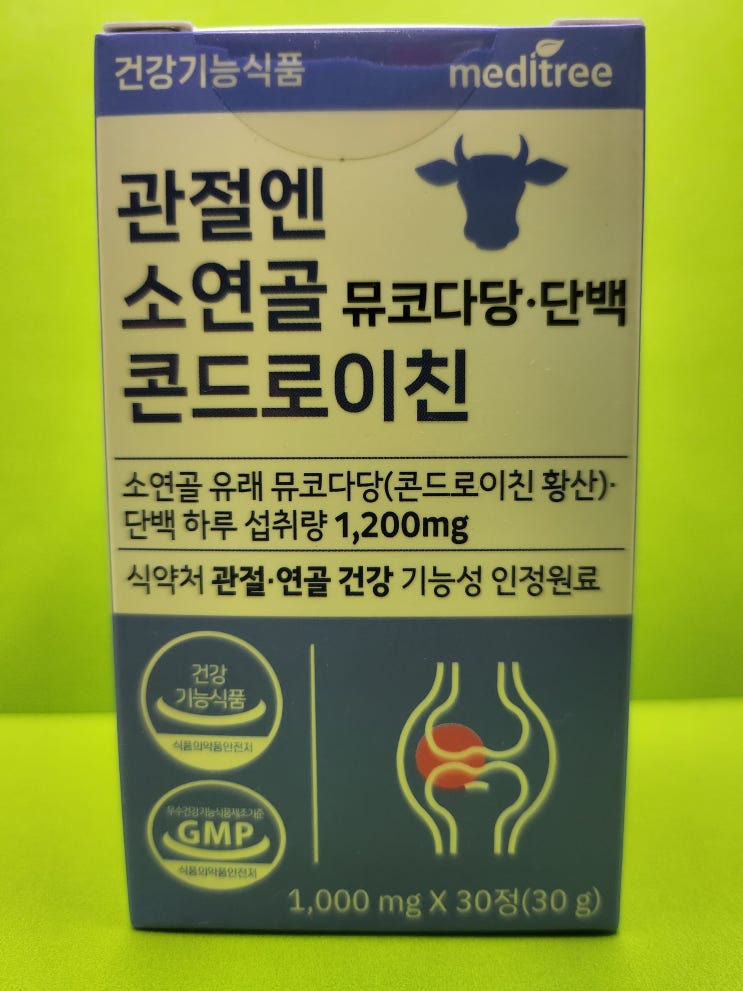 건강기능식품 meditree
관절엔
소연골 뮤코다당·단백
콘드로이친
소연골 유래 뮤코다당(콘드로이친 황산)·
단백 하루 섭취량 1,200mg
식약처 관절·연골 건강 기능성 인정원료
건강
기능식품
식품의약품안전처
우수건강기능식품제조기준
GMP
식품의약품안전처
1,000 mg X 30정(30 g)